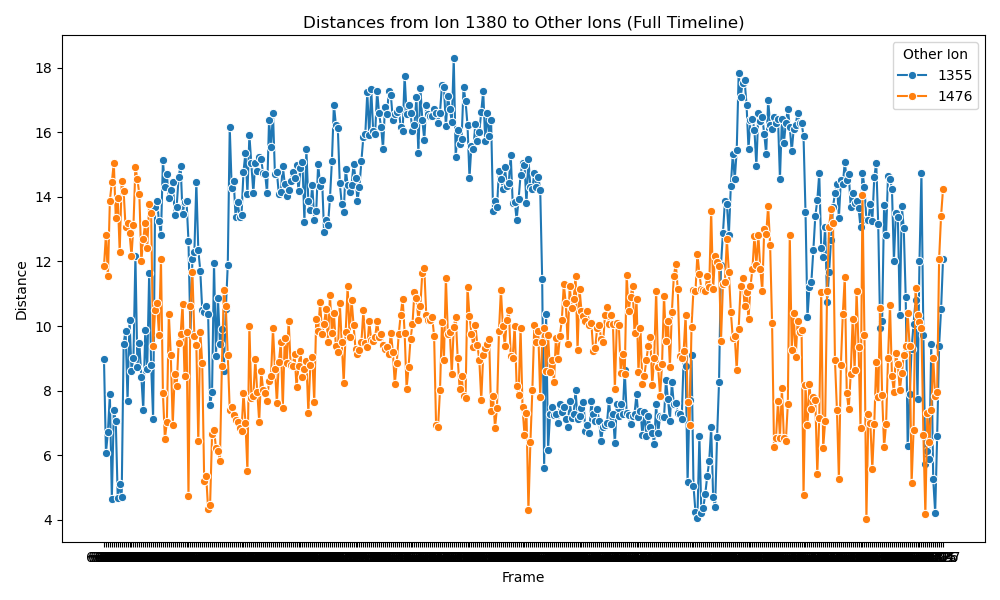 Distances from Ion 1380 to Other Ions (Full Timeline)
Other Ion
1355
1476
18
16
14
12
10
8
6
4
Distance
Frame